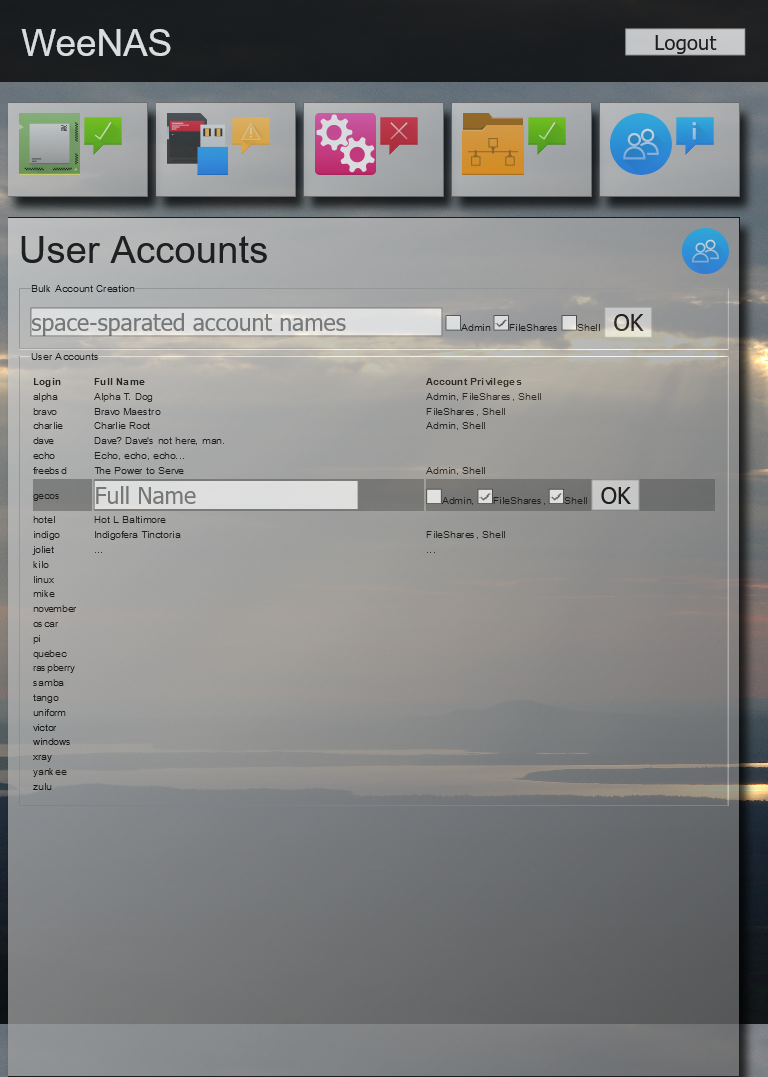 WeeNAS
Logout
User Accounts
Bulk Account Creation
space-sparated account names Admin FileShares Shell OK
User Accounts
Login Full Name Account Privileges
alpha Alpha T. Dog Admin, FileShares, Shell
bravo Bravo Maestro FileShares, Shell
charlie Charlie Root Admin, Shell
dave Dave? Dave's not here, man.
echo Echo, echo, echo...
freebsd The Power to Serve Admin, Shell
gecos Full Name Admin, FileShares, Shell OK
hotel Hot L Baltimore
indigo Indigofera Tinctoria FileShares, Shell
joliet ... ...
kilo
linux
mike
november
oscar
pi
quebec
raspberry
samba
tango
uniform
victor
windows
xray
yankee
zulu